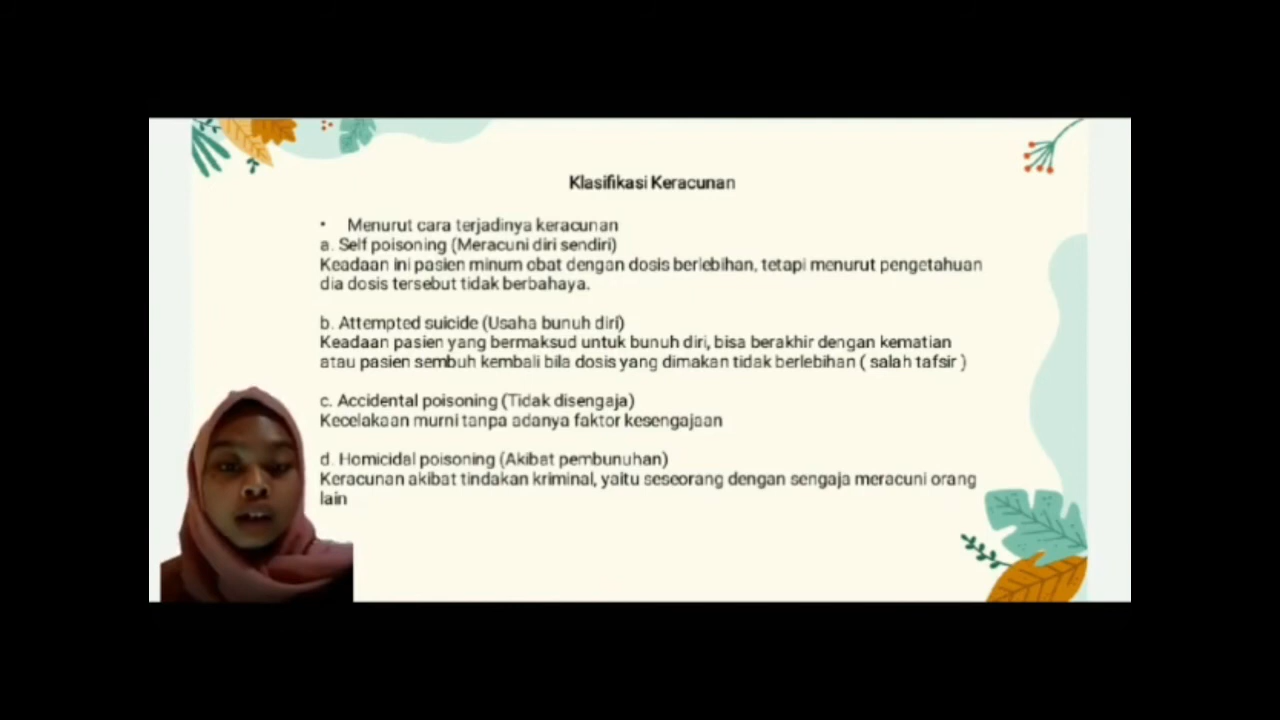 Klasifikasi Keracunan
• Menurut cara terjadinya keracunan
a. Self poisoning (Meracuni diri sendiri)
Keadaan ini pasien minum obat dengan dosis berlebihan, tetapi menurut pengetahuan
dia dosis tersebut tidak berbahaya.
b. Attempted suicide (Usaha bunuh diri)
Keadaan pasien yang bermaksud untuk bunuh diri, bisa berakhir dengan kematian
atau pasien sembuh kembali bila dosis yang dimakan tidak berlebihan ( salah tafsir )
c. Accidental poisoning (Tidak disengaja)
Kecelakaan murni tanpa adanya faktor kesengajaan
d. Homicidal poisoning (Akibat pembunuhan)
Keracunan akibat tindakan kriminal, yaitu seseorang dengan sengaja meracuni orang
lain